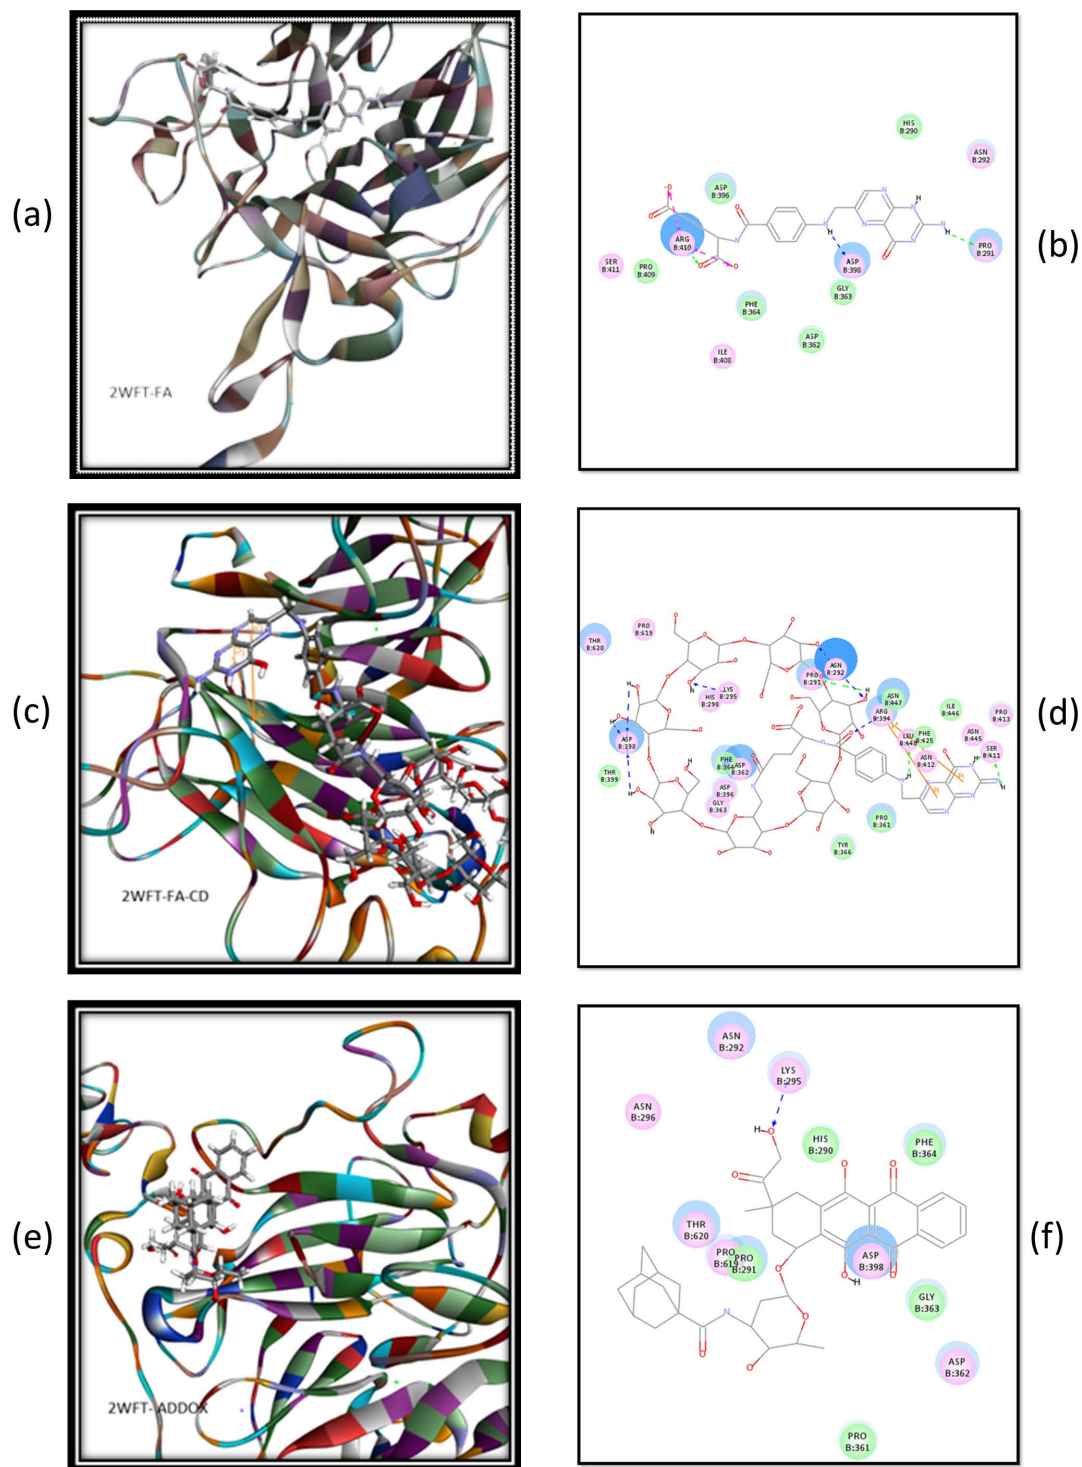 (a)
2WFT-FA
HIS
B:290
ASN
B:292
ASP
B:396
ARG
B:410
SER
B:411
PRO
B:409
ASP
B:398
PRO
B:291
GLY
B:363
PHE
B:364
ASP
B:362
ILE
B:408
(b)
(c)
2WFT-FA-CD
THR
B:620
PRO
B:619
ASN
B:292
PRO
B:291
LYS
B:295
HIS
B:290
ASN
B:447
ARG
B:394
ILE
B:446
PRO
B:413
PHE
B:425
ASN
B:445
SER
B:411
ASN
B:412
ASP
B:398
THR
B:399
PHE
B:364
ASP
B:362
ASP
B:396
GLY
B:363
PRO
B:361
TYR
B:366
(d)
(e)
2WFT- ADDOX
ASN
B:292
LYS
B:295
ASN
B:296
HIS
B:290
PHE
B:364
THR
B:620
PRO
B:619
PRO
B:291
ASP
B:398
GLY
B:363
ASP
B:362
PRO
B:361
(f)